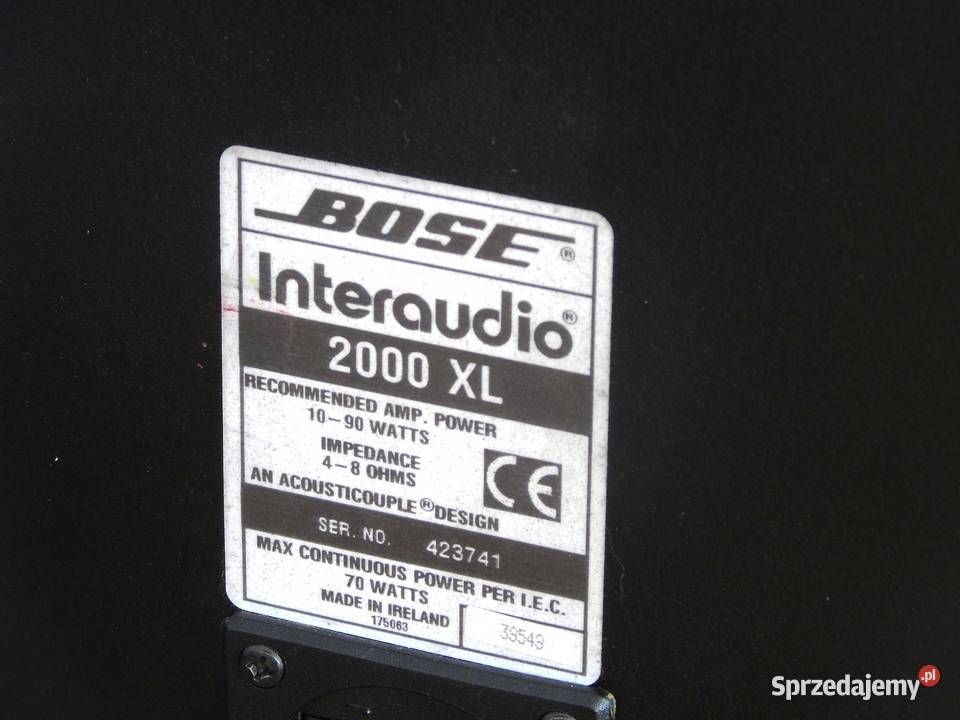 BOSE®
Interaudio®
2000 XL
RECOMMENDED AMP. POWER
10-90 WATTS
IMPEDANCE
4-8 OHMS
CE
AN ACOUSTICOUPLE® DESIGN
SER. NO. 423741
MAX CONTINUOUS POWER PER I.E.C.
70 WATTS
MADE IN IRELAND
175063
Sprzedajemy.pl